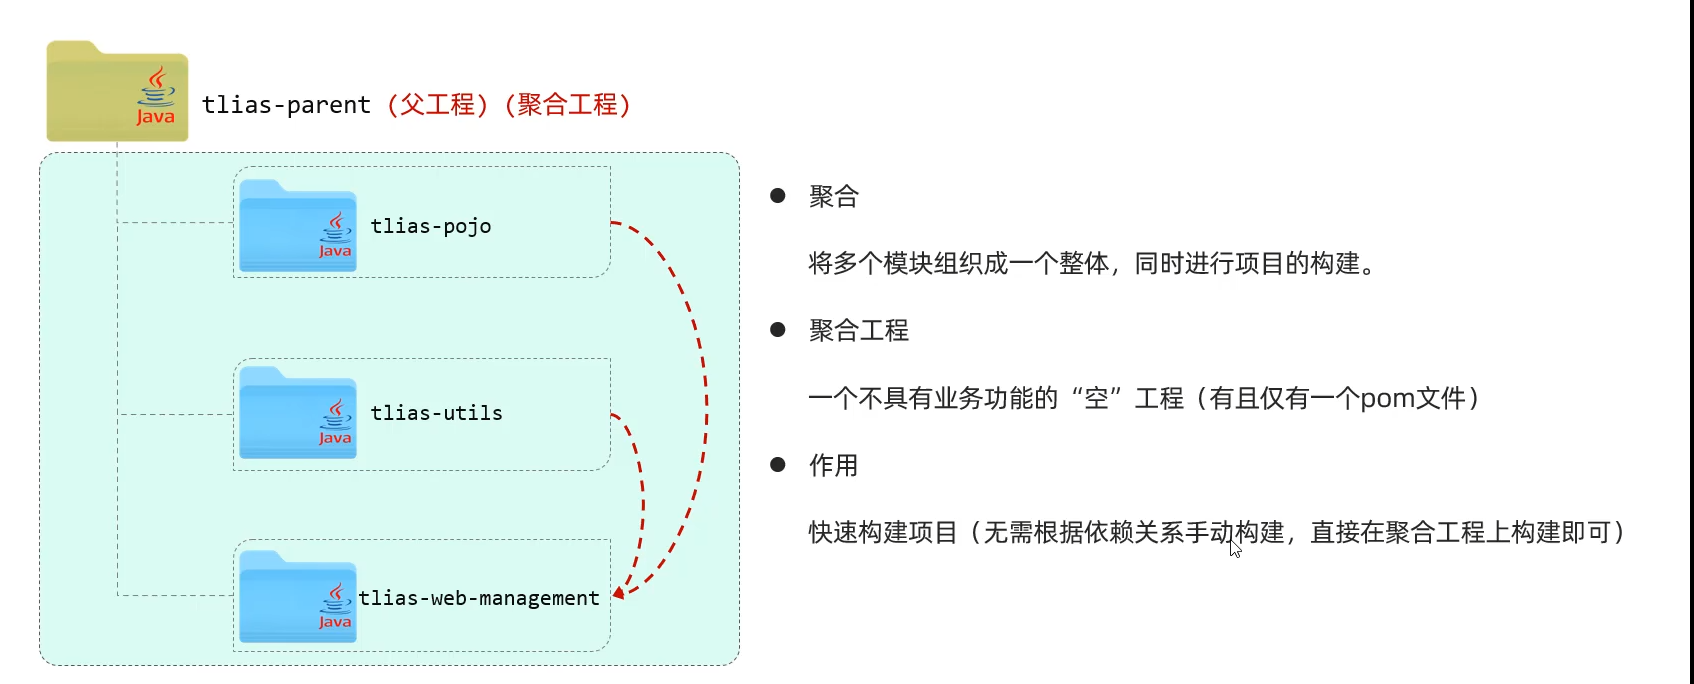 Java
tlias-parent（父工程）（聚合工程）
Java
tlias-pojo
Java
tlias-utils
Java
tlias-web-management
聚合
将多个模块组织成一个整体，同时进行项目的构建。
聚合工程
一个不具有业务功能的“空”工程（有且仅有一个pom文件）
作用
快速构建项目（无需根据依赖关系手动构建，直接在聚合工程上构建即可）